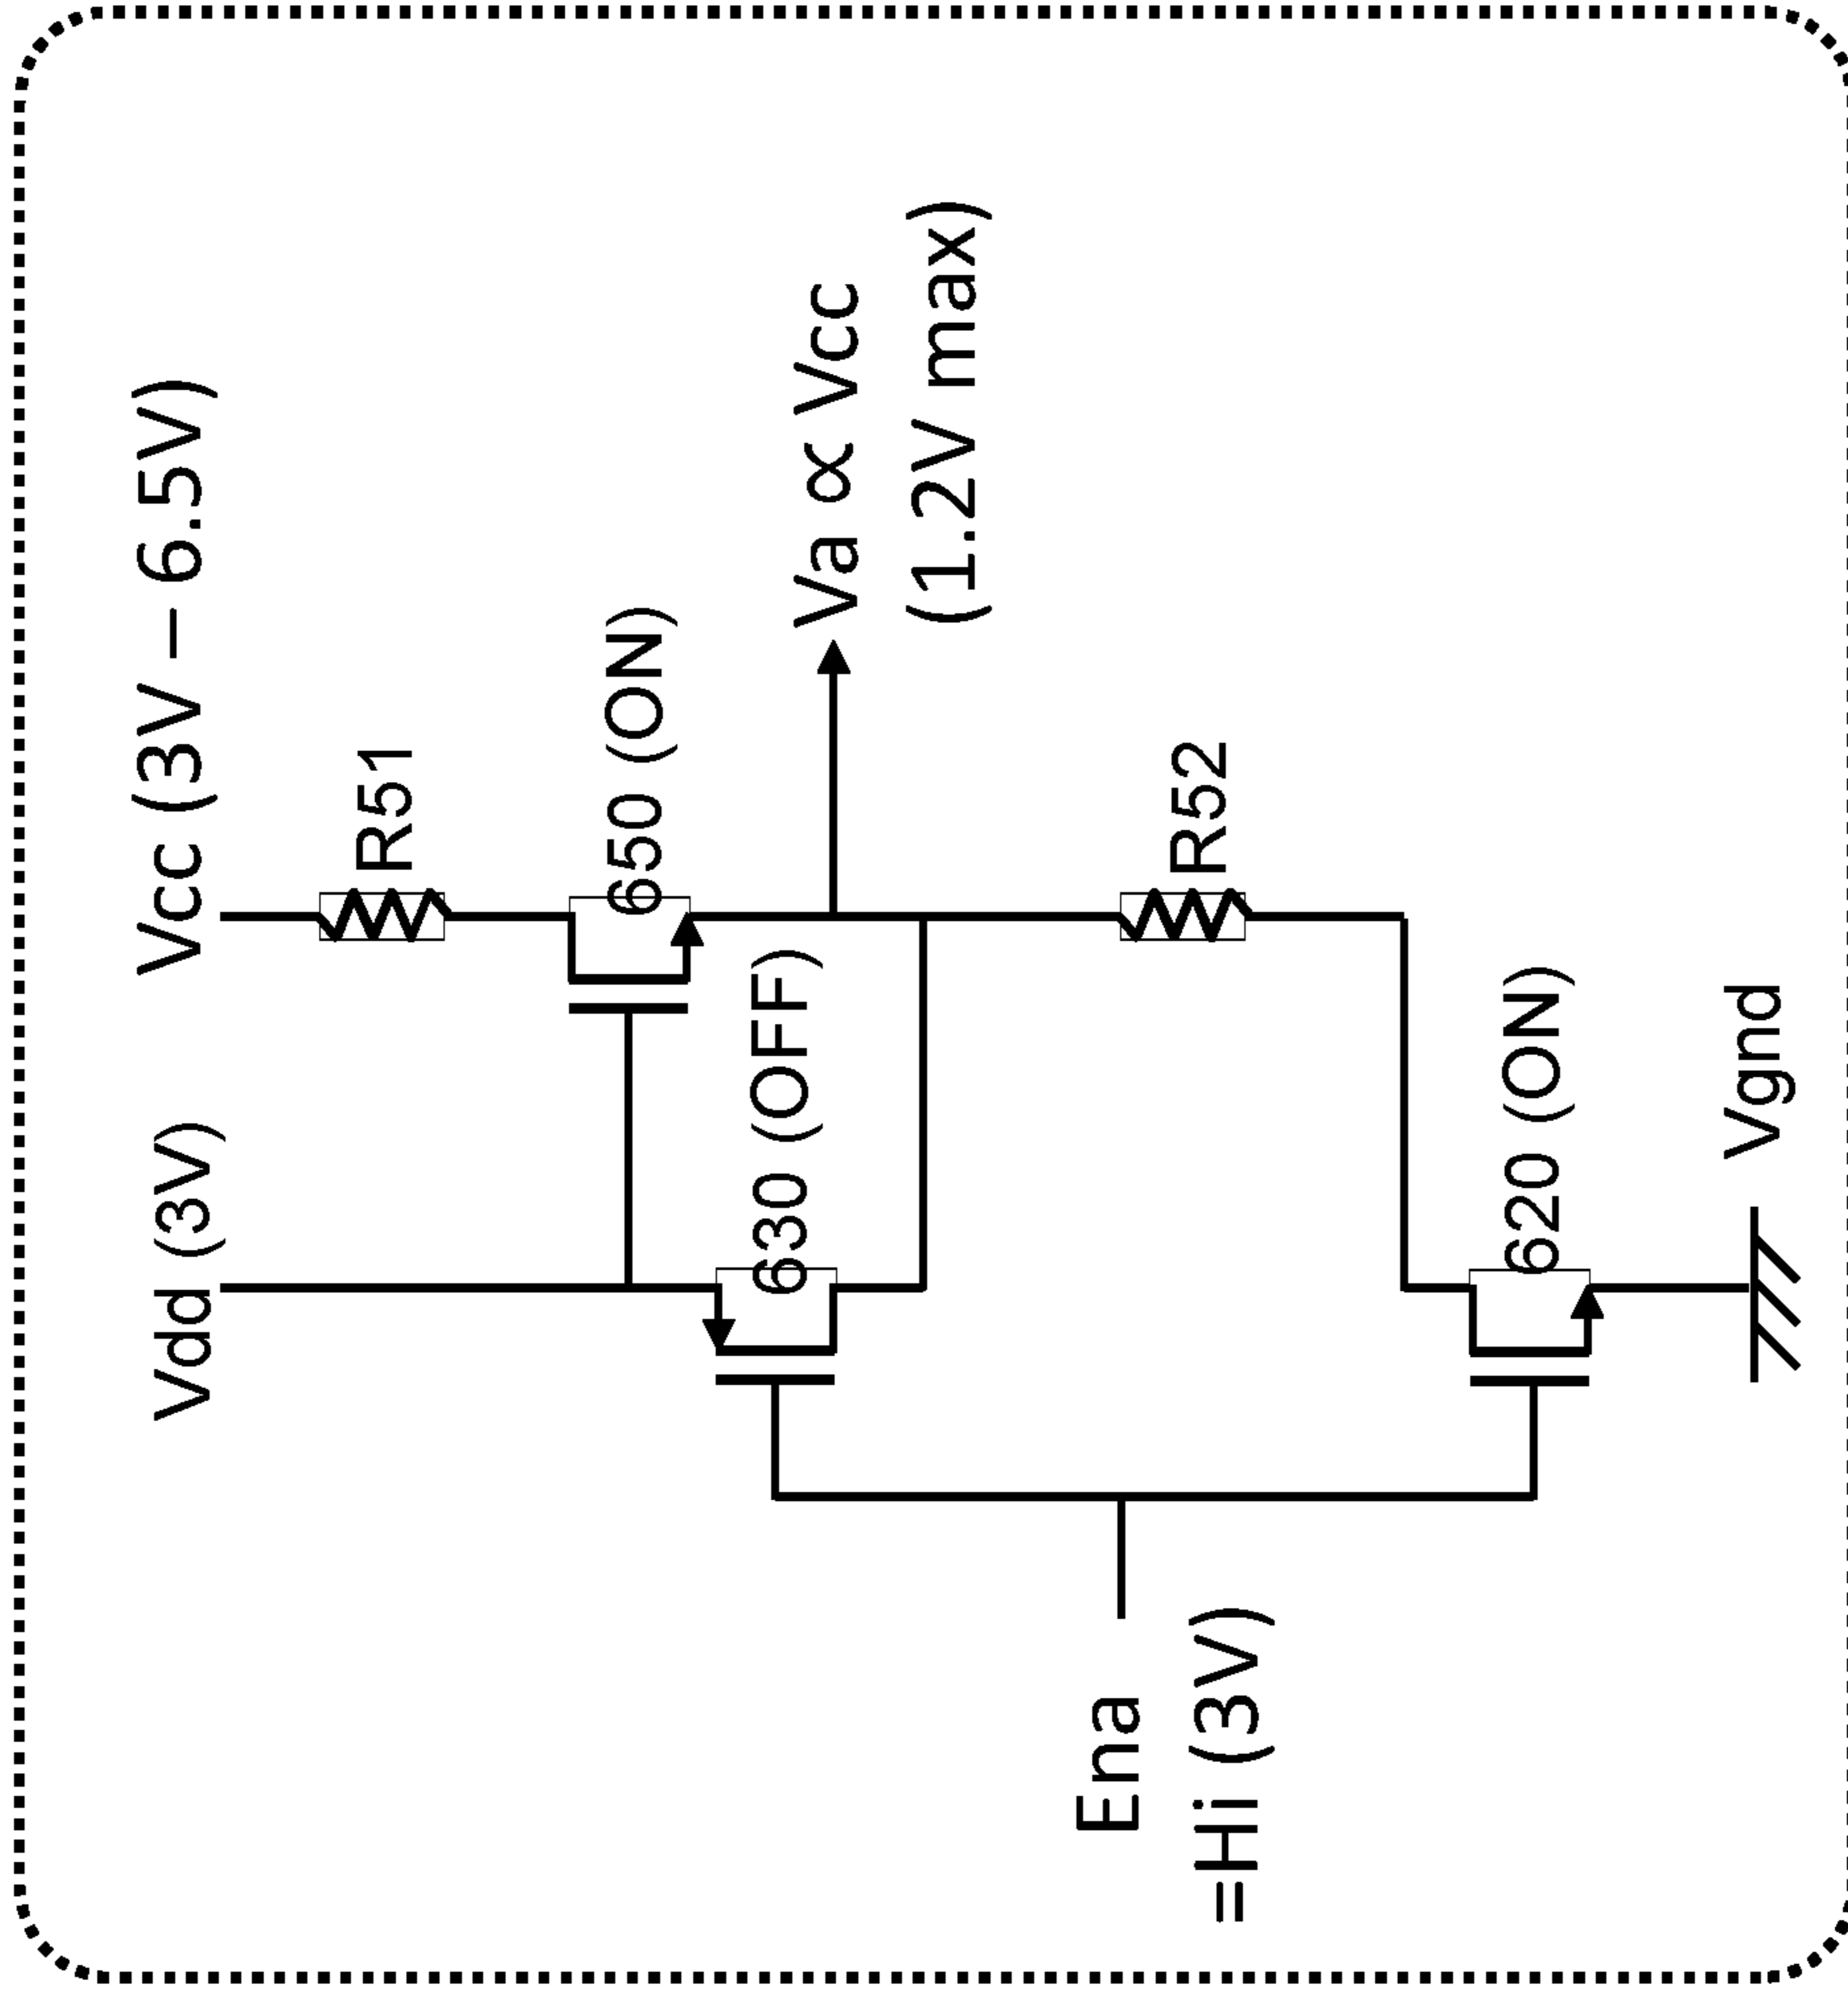 Vcc (3V – 6.5V)
Vdd (3V)
R51
650 (ON)
630 (OFF)
Va ∝ Vcc
(1.2V max)
Ena
=Hi (3V)
R52
620 (ON)
Vgnd